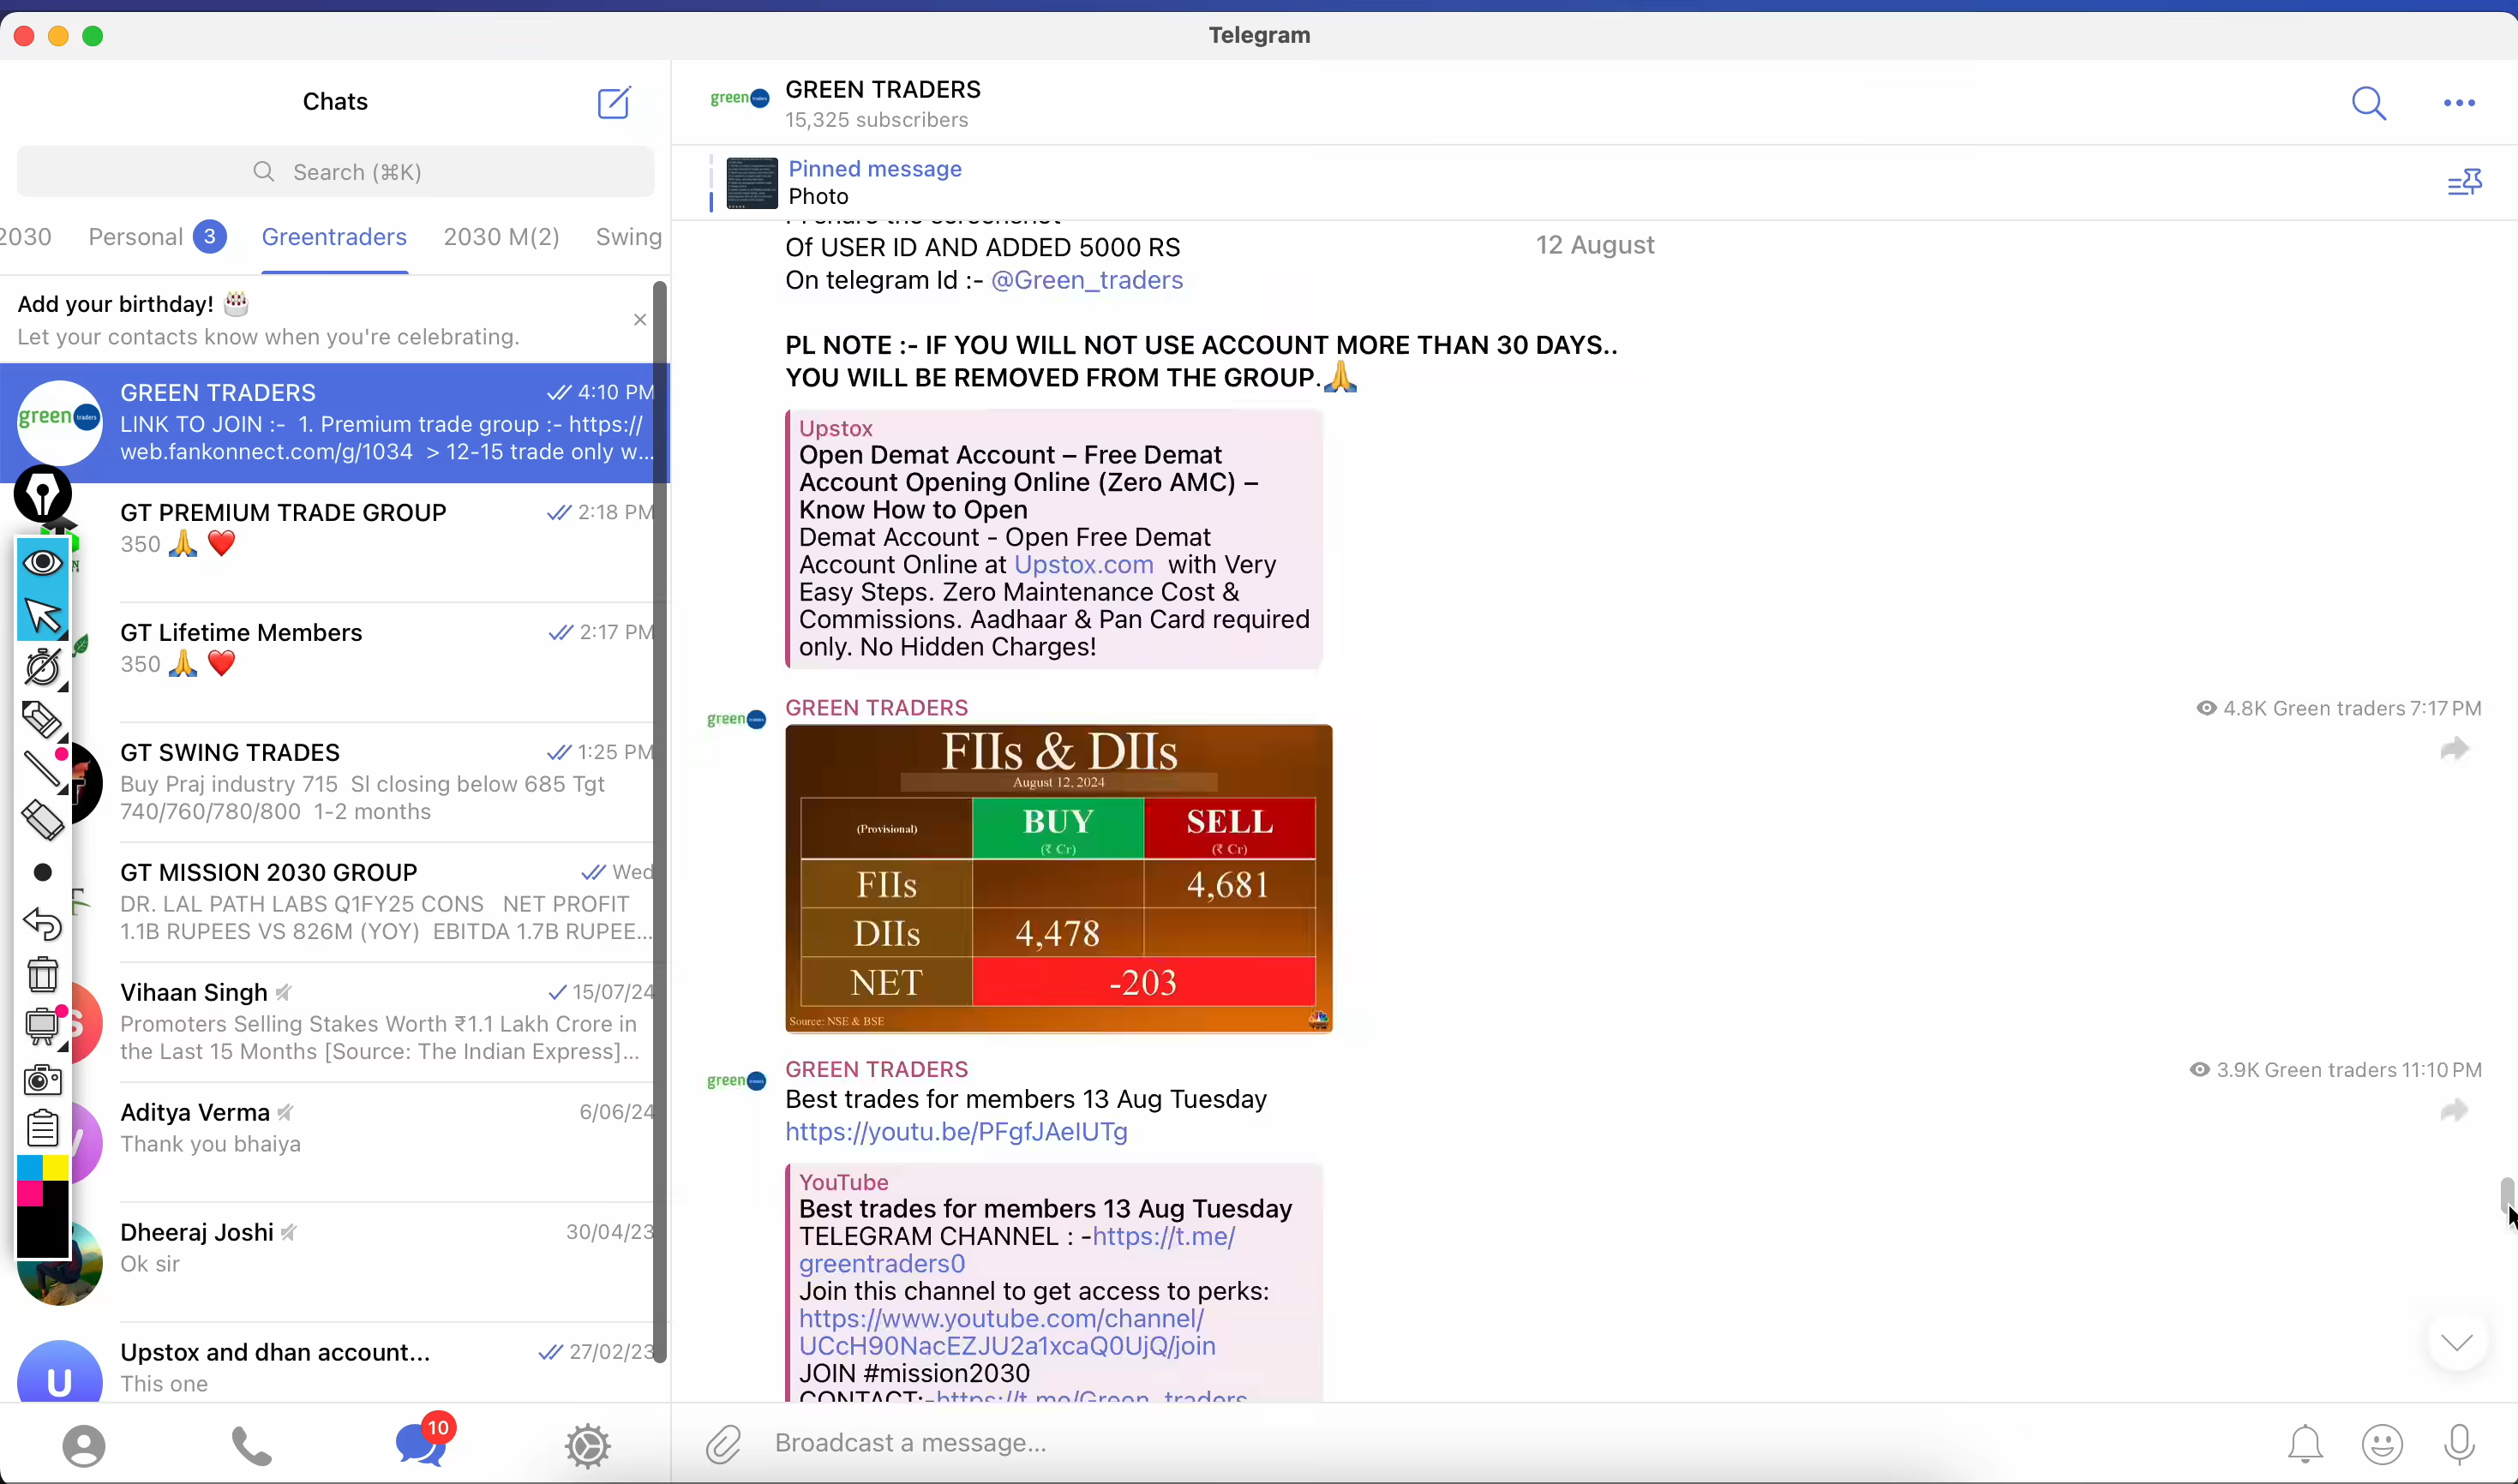 Telegram
Chats
Search (⌘K)
2030 Personal 3 Greentraders 2030 M(2) Swing
Add your birthday! 🎂
Let your contacts know when you're celebrating.
GREEN TRADERS 4:10 PM
LINK TO JOIN :- 1. Premium trade group :- https://
web.fankonnect.com/g/1034 > 12-15 trade only w...
GT PREMIUM TRADE GROUP 2:18 PM
350 🙏 ❤️
GT Lifetime Members 2:17 PM
350 🙏 ❤️
GT SWING TRADES 1:25 PM
Buy Praj industry 715 Sl closing below 685 Tgt
740/760/780/800 1-2 months
GT MISSION 2030 GROUP Wed
DR. LAL PATH LABS Q1FY25 CONS NET PROFIT
1.1B RUPEES VS 826M (YOY) EBITDA 1.7B RUPEE...
Vihaan Singh 15/07/24
Promoters Selling Stakes Worth ₹1.1 Lakh Crore in
the Last 15 Months [Source: The Indian Express]...
Aditya Verma 6/06/24
Thank you bhaiya
Dheeraj Joshi 30/04/23
Ok sir
Upstox and dhan account... 27/02/23
U
This one
10
green traders
GREEN TRADERS
15,325 subscribers
Pinned message
Photo
12 August
Of USER ID AND ADDED 5000 RS
On telegram Id :- @Green_traders
PL NOTE :- IF YOU WILL NOT USE ACCOUNT MORE THAN 30 DAYS..
YOU WILL BE REMOVED FROM THE GROUP.🙏
Upstox
Open Demat Account – Free Demat
Account Opening Online (Zero AMC) –
Know How to Open
Demat Account - Open Free Demat
Account Online at Upstox.com with Very
Easy Steps. Zero Maintenance Cost &
Commissions. Aadhaar & Pan Card required
only. No Hidden Charges!
GREEN TRADERS
4.8K Green traders 7:17 PM
FIIs & DIIs
August 12, 2024
(Provisional) BUY (₹ Cr) SELL (₹ Cr)
FIIs 4,681
DIIs 4,478
NET -203
Source: NSE & BSE
GREEN TRADERS
3.9K Green traders 11:10 PM
Best trades for members 13 Aug Tuesday
https://youtu.be/PFgfJAeIUTg
YouTube
Best trades for members 13 Aug Tuesday
TELEGRAM CHANNEL : -https://t.me/
greentraders0
Join this channel to get access to perks:
https://www.youtube.com/channel/
UCcH90NacEZJU2a1xcaQ0UjQ/join
JOIN #mission2030
CONTACT:-https://t.me/Green_traders
Broadcast a message...